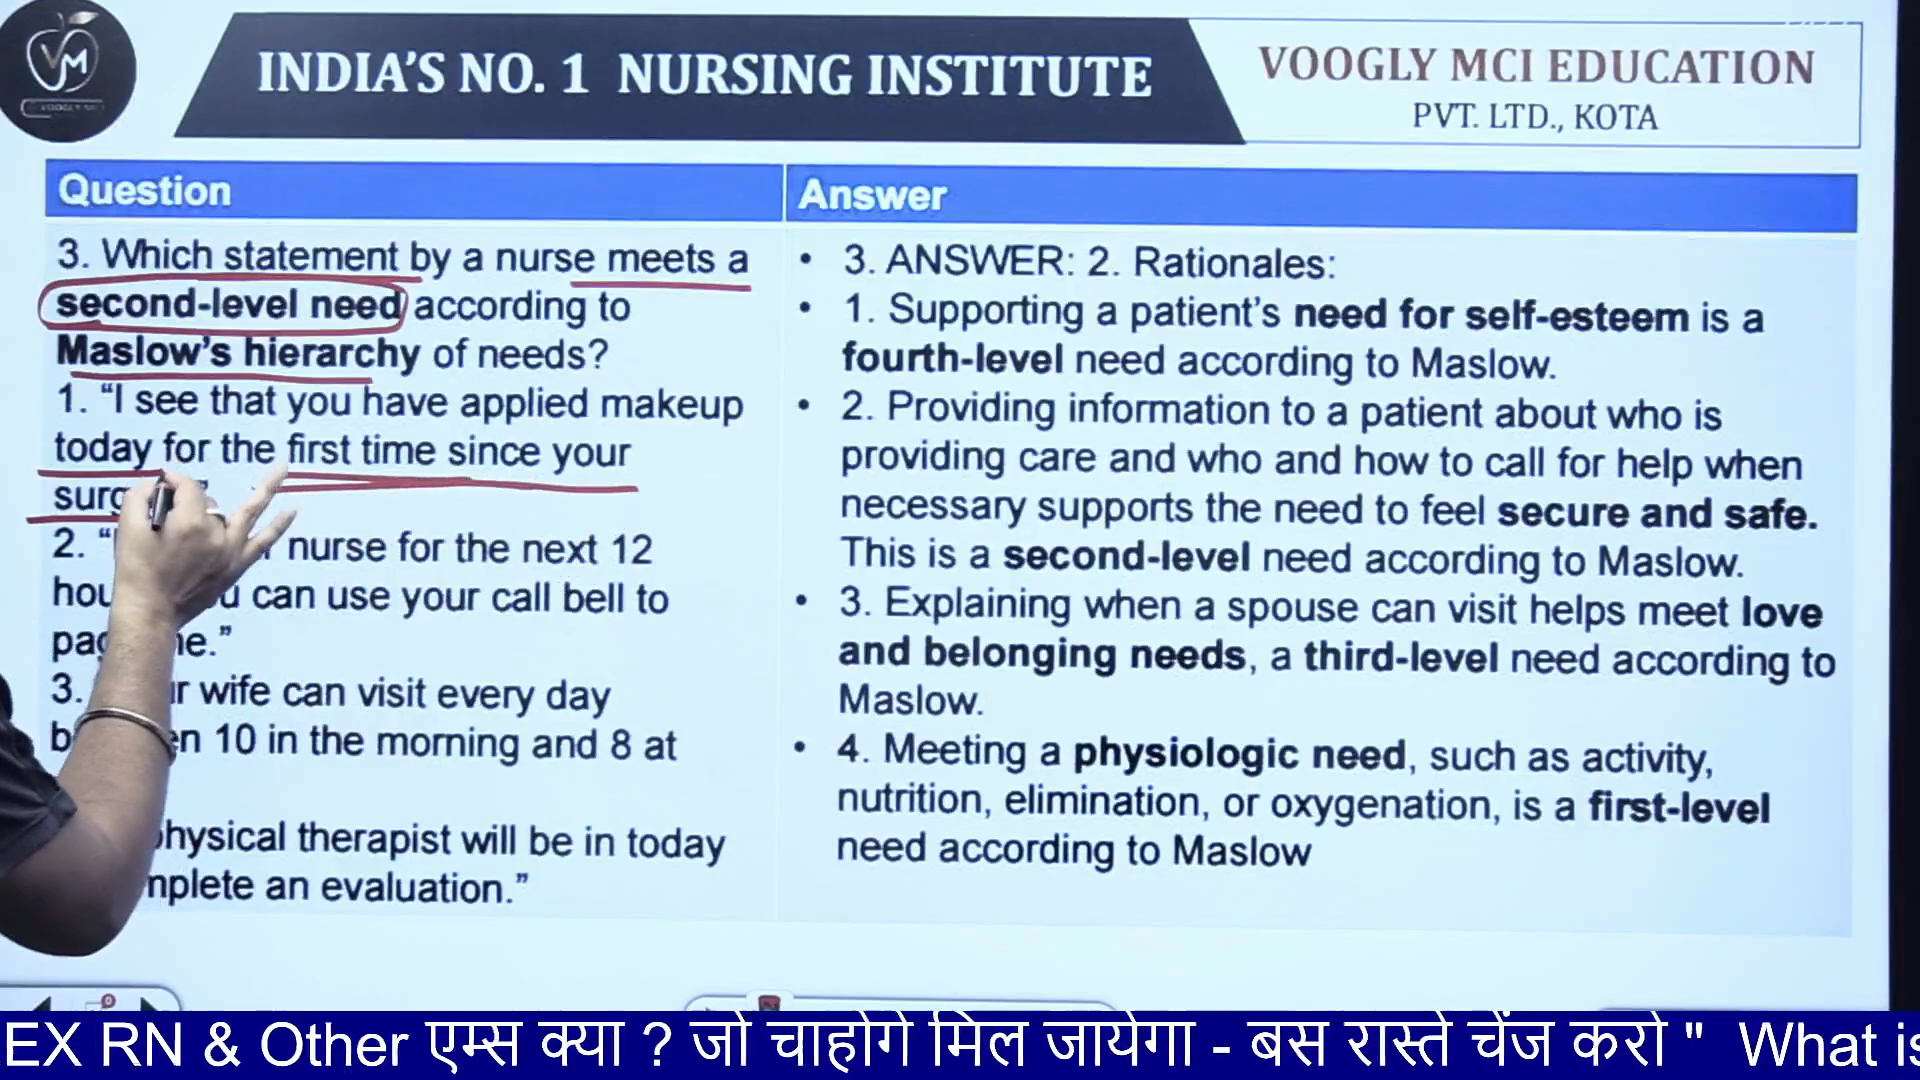 INDIA'S NO. 1 NURSING INSTITUTE
VOOGLY MCI EDUCATION
PVT. LTD., KOTA
Question
Answer
3. Which statement by a nurse meets a
second-level need according to
Maslow's hierarchy of needs?
1. “I see that you have applied makeup
today for the first time since your
2. “
nurse for the next 12
can use your call bell to
3.
wife can visit every day
10 in the morning and 8 at
physical therapist will be in today
an evaluation.”
• 3. ANSWER: 2. Rationales:
• 1. Supporting a patient's need for self-esteem is a
fourth-level need according to Maslow.
• 2. Providing information to a patient about who is
providing care and who and how to call for help when
necessary supports the need to feel secure and safe.
This is a second-level need according to Maslow.
• 3. Explaining when a spouse can visit helps meet love
and belonging needs, a third-level need according to
Maslow.
• 4. Meeting a physiologic need, such as activity,
nutrition, elimination, or oxygenation, is a first-level
need according to Maslow
EX RN & Other एम्स क्या ? जो चाहोगे मिल जायेगा - बस रास्ते चेंज करो " What is